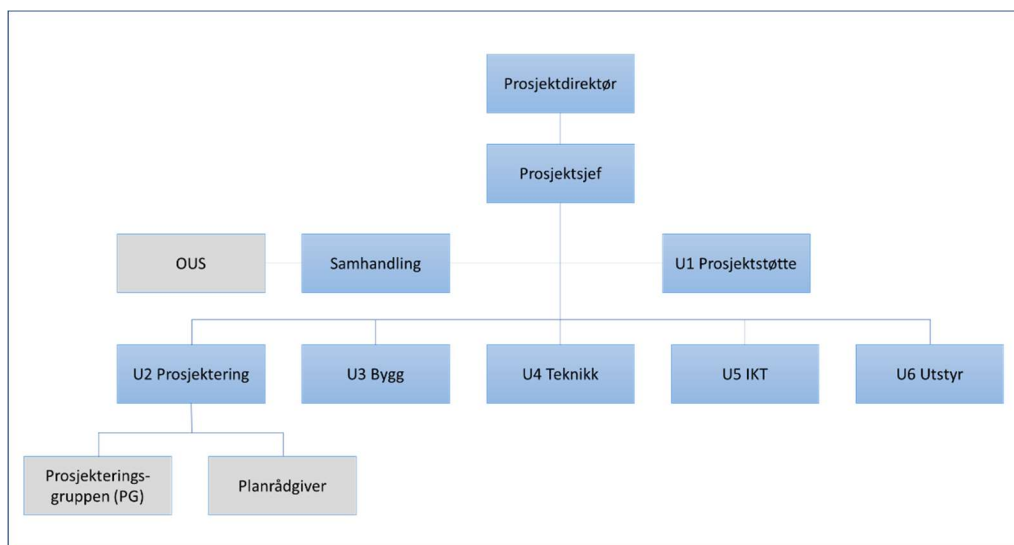 Prosjektdirektør
Prosjektsjef
OUS
Samhandling
U1 Prosjektstøtte
U2 Prosjektering
U3 Bygg
U4 Teknikk
U5 IKT
U6 Utstyr
Prosjekterings-
gruppen (PG)
Planrådgiver